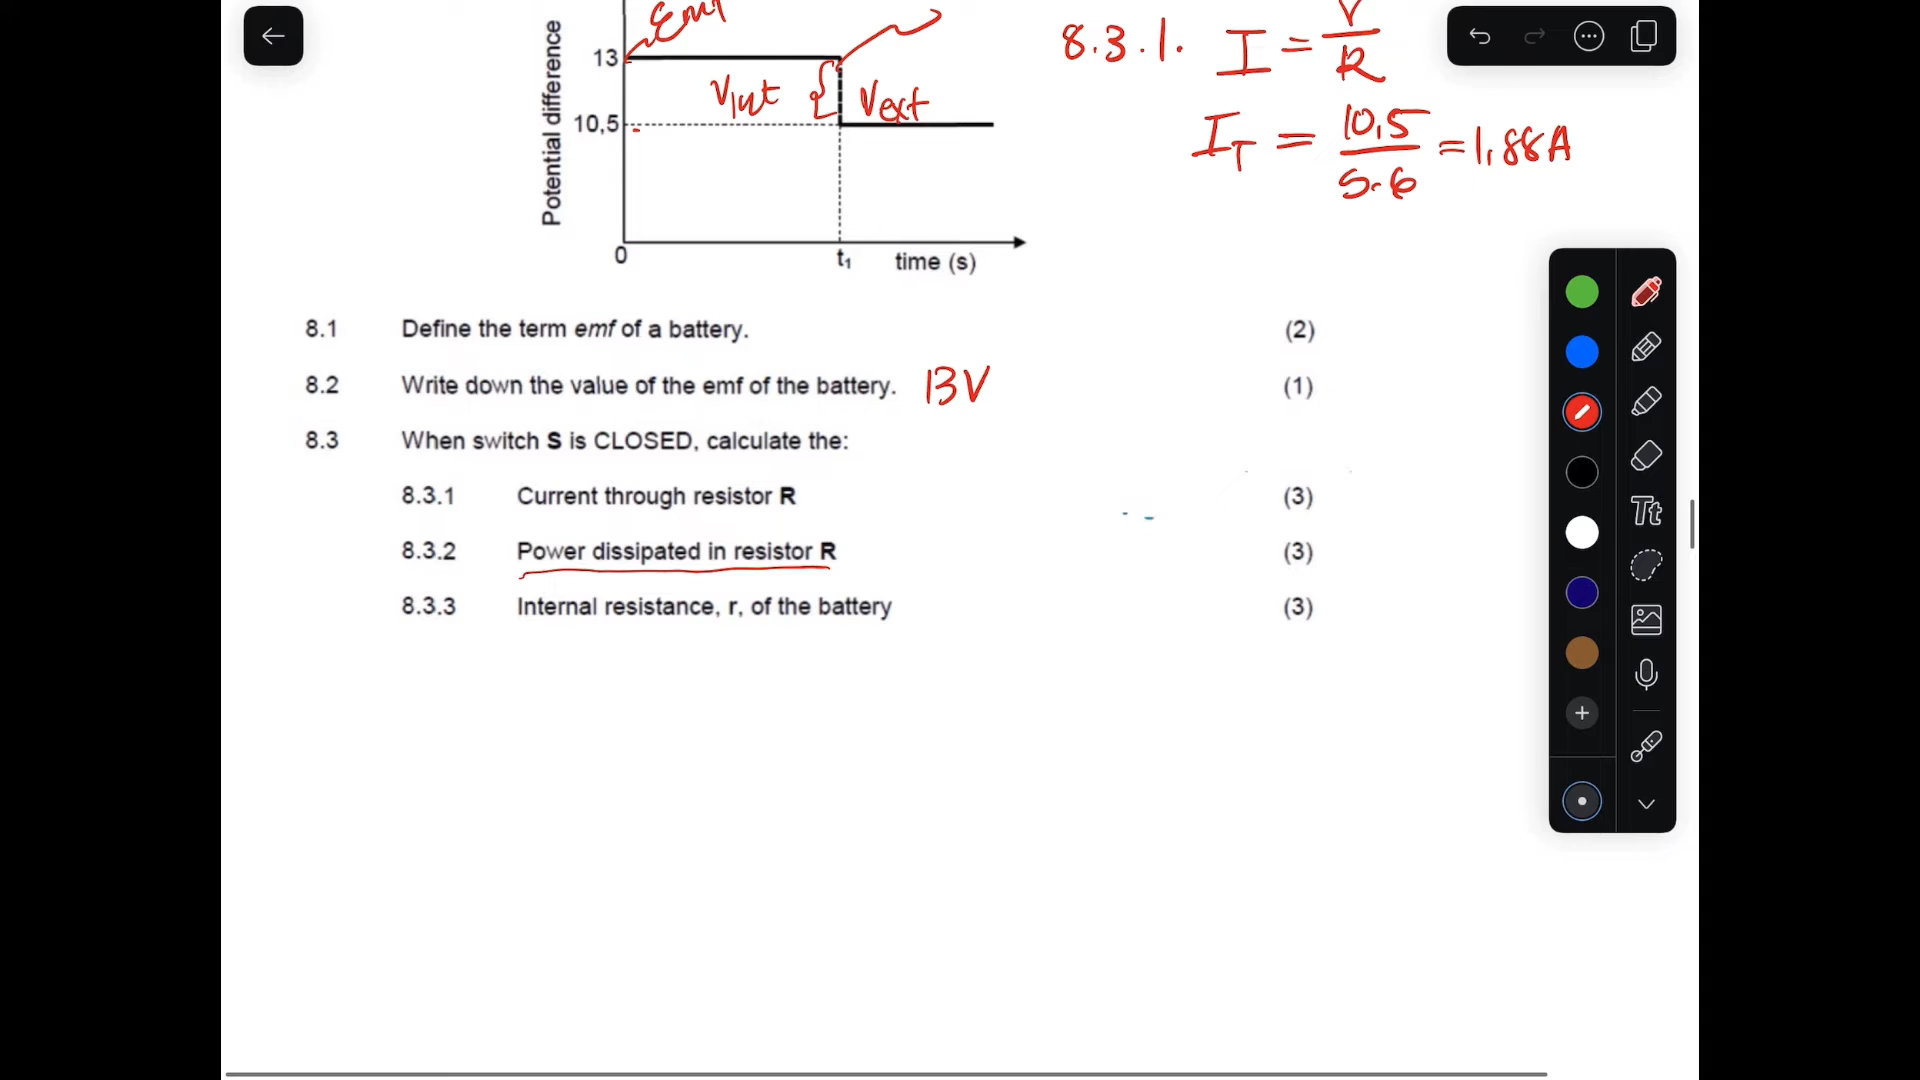 Emf
8.3.1. I = V/R
Potential difference
13
Vint Vext
10,5
IT = 10.5/5.6 = 1.88A
0 t₁ time (s)
8.1 Define the term emf of a battery. (2)
8.2 Write down the value of the emf of the battery. 13V (1)
8.3 When switch S is CLOSED, calculate the:
8.3.1 Current through resistor R (3)
8.3.2 Power dissipated in resistor R (3)
8.3.3 Internal resistance, r, of the battery (3)
Tt